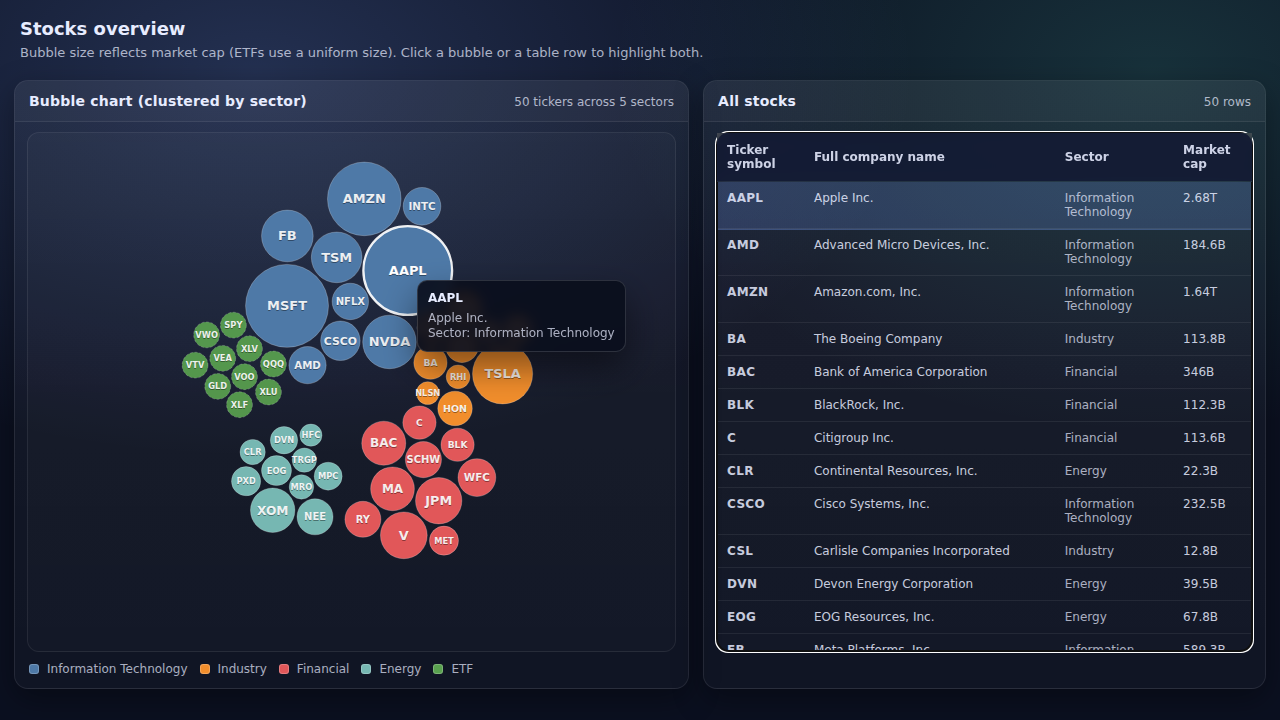 Stocks overview
Bubble size reflects market cap (ETFs use a uniform size). Click a bubble or a table row to highlight both.
Bubble chart (clustered by sector)
50 tickers across 5 sectors
AMZN
INTC
FB
TSM
AAPL
MSFT
NFLX
AAPL
Apple Inc.
Sector: Information Technology
SPY
VWO
CSCO
NVDA
XLV
VEA
VTV
QQQ
AMD
BA
VOO
RHI
TSLA
GLD
XLU
NLSN
XLF
HON
C
HFC
DVN
BAC
BLK
CLR
TRGP
SCHW
EOG
MPC
WFC
PXD
MRO
MA
JPM
XOM
NEE
RY
V
MET
Information Technology
Industry
Financial
Energy
ETF
All stocks
50 rows
Ticker symbol Full company name Sector Market cap
AAPL Apple Inc. Information Technology 2.68T
AMD Advanced Micro Devices, Inc. Information Technology 184.6B
AMZN Amazon.com, Inc. Information Technology 1.64T
BA The Boeing Company Industry 113.8B
BAC Bank of America Corporation Financial 346B
BLK BlackRock, Inc. Financial 112.3B
C Citigroup Inc. Financial 113.6B
CLR Continental Resources, Inc. Energy 22.3B
CSCO Cisco Systems, Inc. Information Technology 232.5B
CSL Carlisle Companies Incorporated Industry 12.8B
DVN Devon Energy Corporation Energy 39.5B
EOG EOG Resources, Inc. Energy 67.8B
FB Meta Platforms, Inc. Information 589.3B